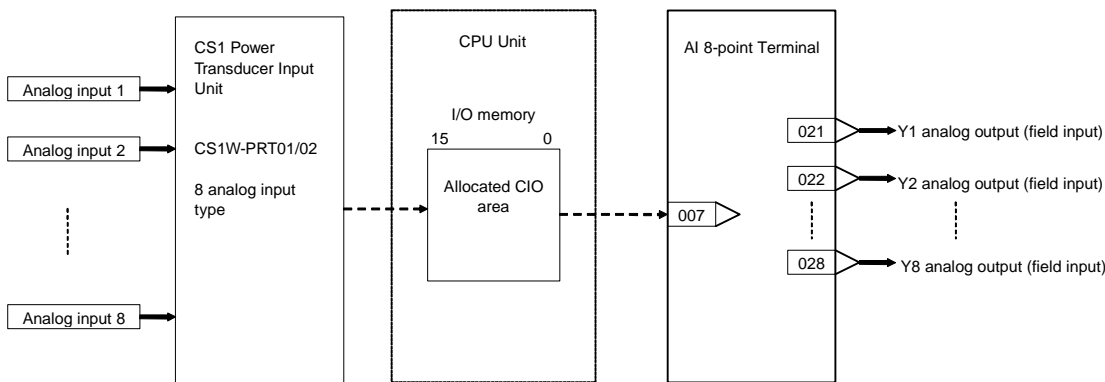 Analog input 1
Analog input 2
Analog input 8
CS1 Power
Transducer Input
Unit
CS1W-PRT01/02
8 analog input
type
CPU Unit
I/O memory
15 0
Allocated CIO
area
AI 8-point Terminal
007
021
022
028
Y1 analog output (field input)
Y2 analog output (field input)
Y8 analog output (field input)